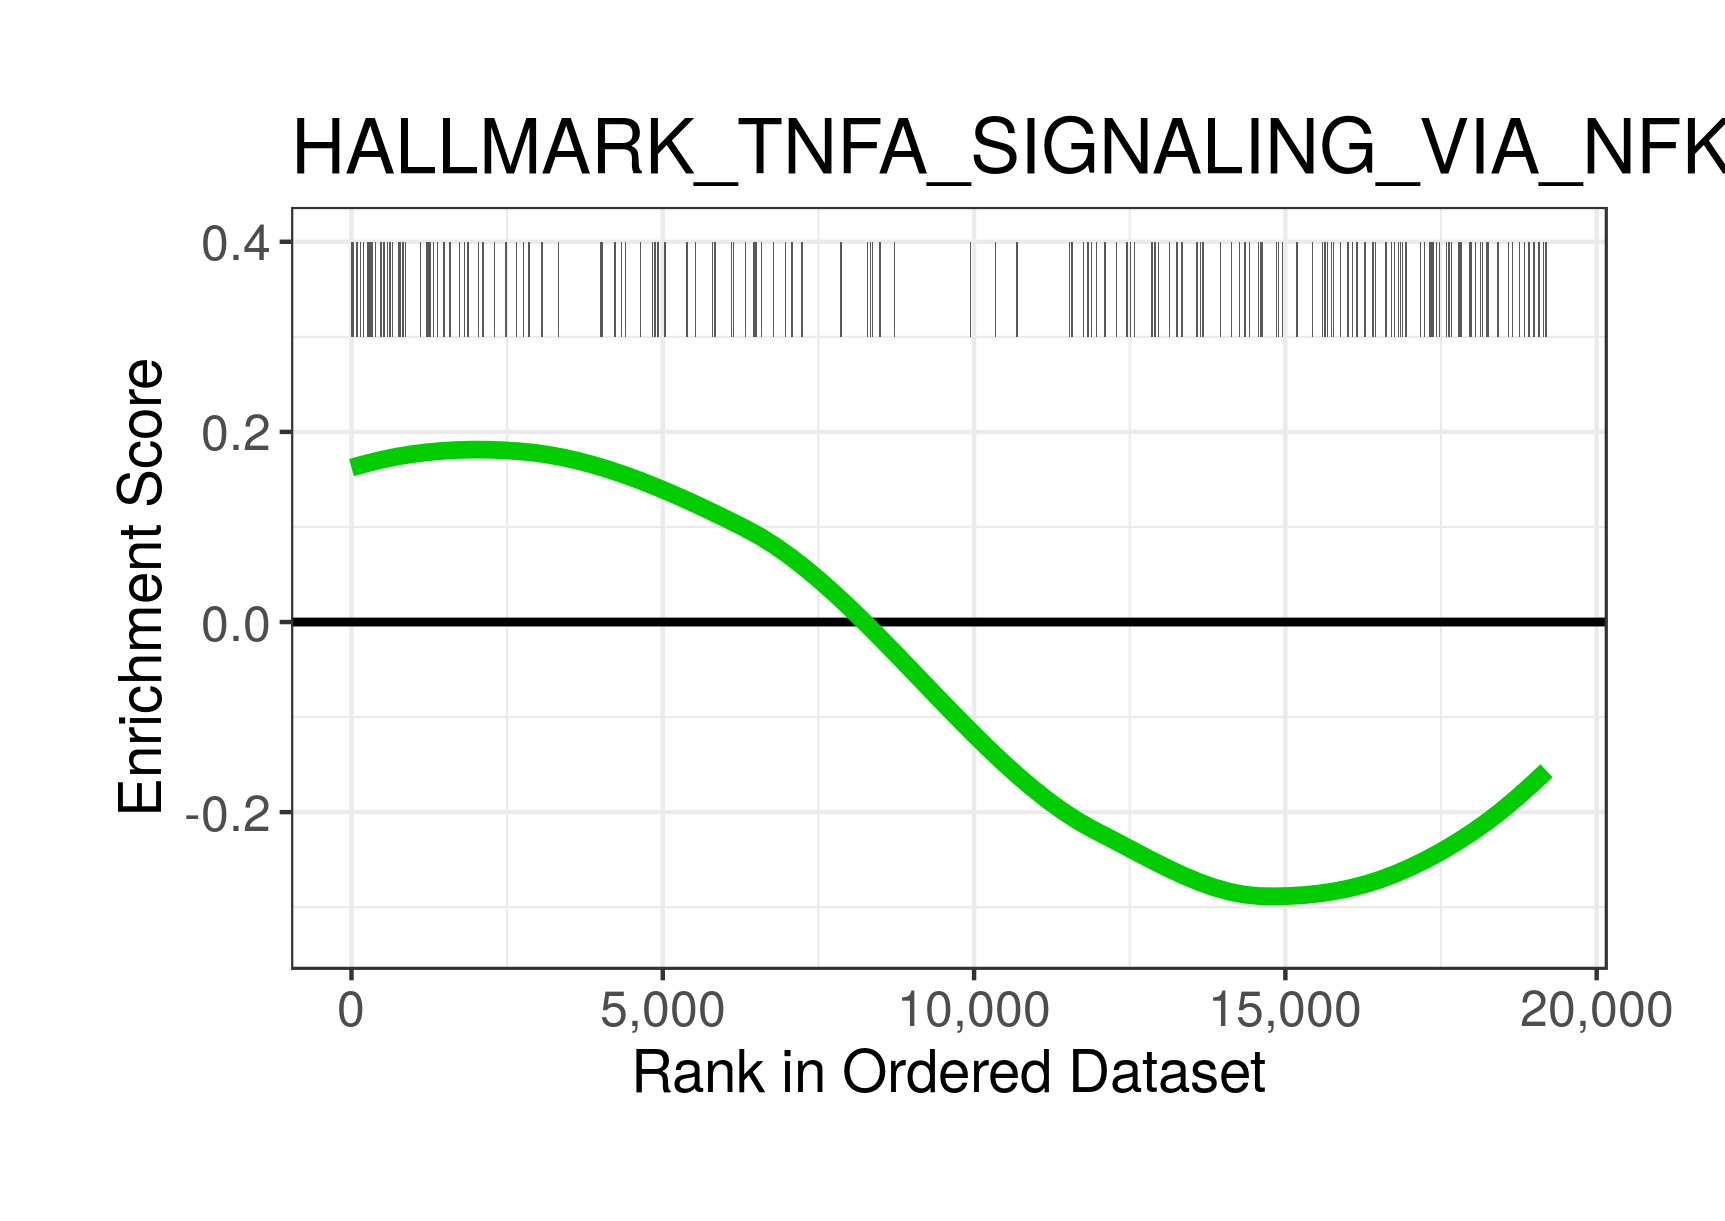 HALLMARK_TNFA_SIGNALING_VIA_NFK
0.4
0.2
0.0
-0.2
Enrichment Score
0 5,000 10,000 15,000 20,000
Rank in Ordered Dataset